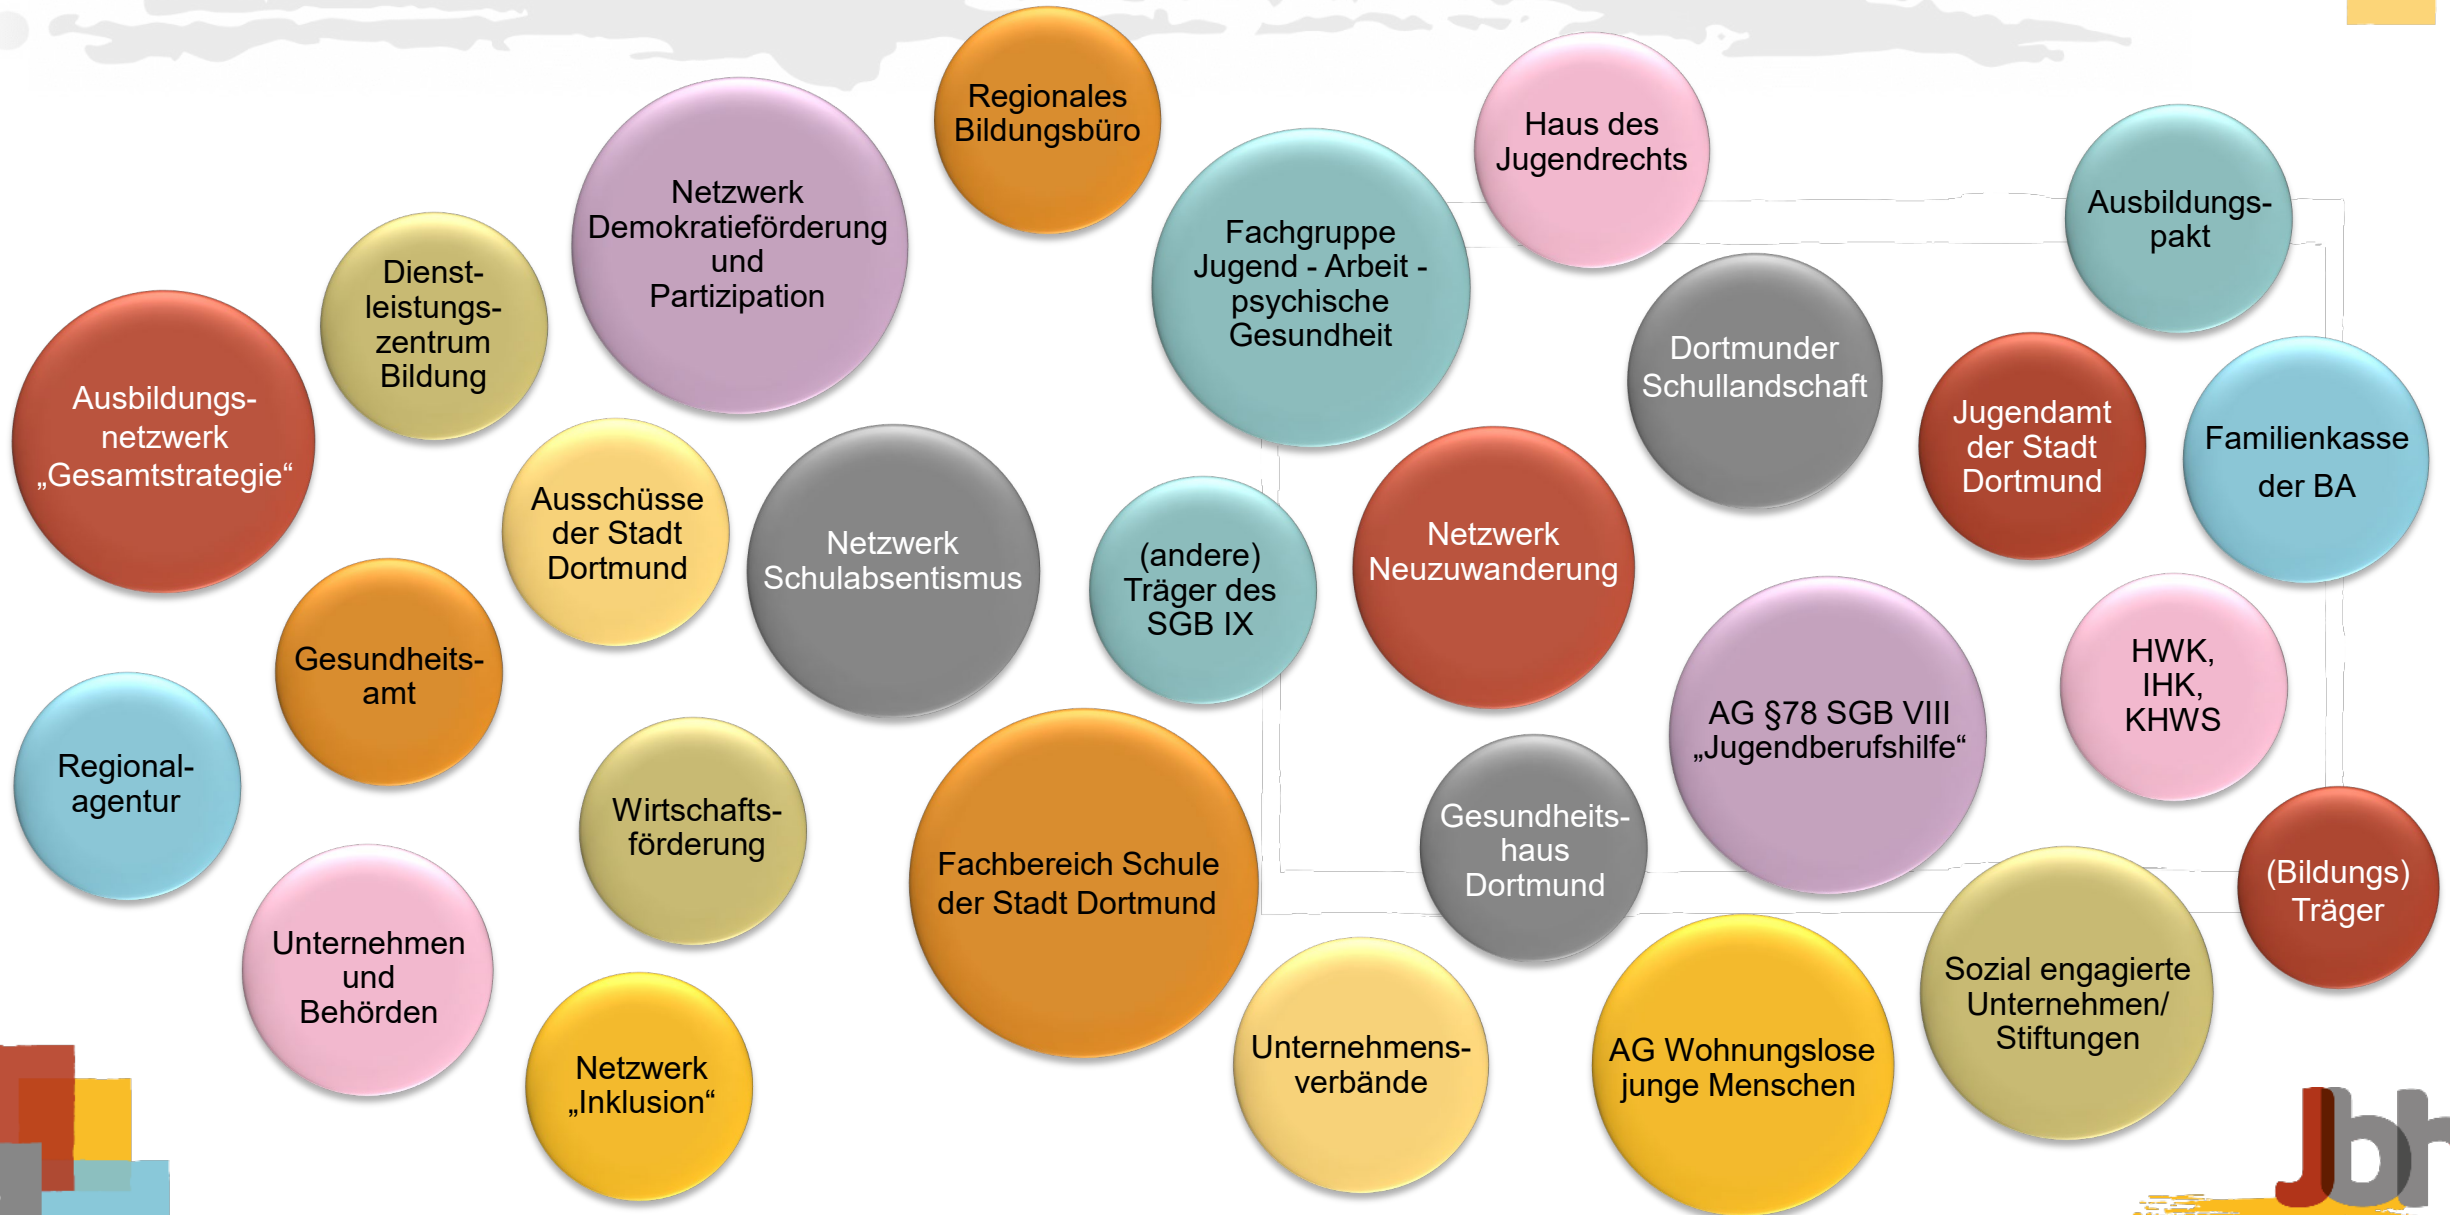 Regionales
Bildungsbüro
Haus des
Jugendrechts
Netzwerk
Demokratieförderung
und
Partizipation
Fachgruppe
Jugend - Arbeit -
psychische
Gesundheit
Ausbildungs-
pakt
Dienst-
leistungs-
zentrum
Bildung
Dortmunder
Schullandschaft
Ausbildungs-
netzwerk
„Gesamtstrategie“
Jugendamt
der Stadt
Dortmund
Familienkasse
der BA
Ausschüsse
der Stadt
Dortmund
Netzwerk
Schulabsentismus
(andere)
Träger des
SGB IX
Netzwerk
Neuzuwanderung
Gesundheits-
amt
AG §78 SGB VIII
„Jugendberufshilfe“
HWK,
IHK,
KHWS
Regional-
agentur
Wirtschafts-
förderung
Fachbereich Schule
der Stadt Dortmund
Gesundheits-
haus
Dortmund
(Bildungs)
Träger
Unternehmen
und
Behörden
Sozial engagierte
Unternehmen/
Stiftungen
Netzwerk
„Inklusion“
Unternehmens-
verbände
AG Wohnungslose
junge Menschen
Jbh